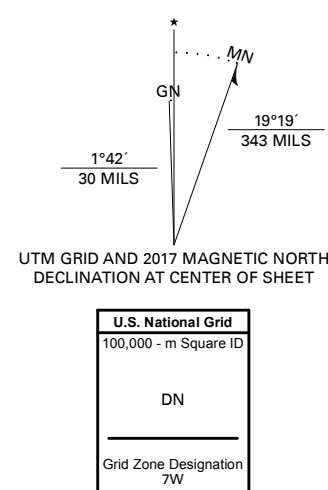 ★
MN
GN
19°19´
343 MILS
1°42´
30 MILS
UTM GRID AND 2017 MAGNETIC NORTH
DECLINATION AT CENTER OF SHEET
U.S. National Grid
100,000 - m Square ID
DN
Grid Zone Designation
7W